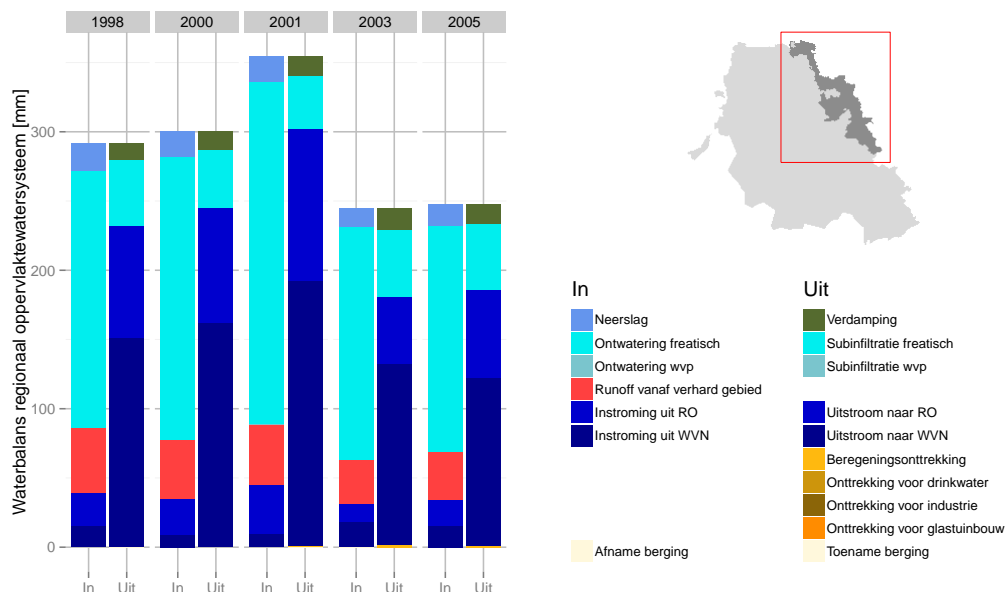 1998 2000 2001 2003 2005
Waterbalans regionaal oppervlaktewatersysteem [mm]
300
200
100
0
In Uit In Uit In Uit In Uit In Uit
In
Neerslag
Ontwatering freatisch
Ontwatering wvp
Runoff vanaf verhard gebied
Instroming uit RO
Instroming uit WVN
Afname berging
Uit
Verdamping
Subinfiltratie freatisch
Subinfiltratie wvp
Uitstroom naar RO
Uitstroom naar WVN
Beregeningsonttrekking
Onttrekking voor drinkwater
Onttrekking voor industrie
Onttrekking voor glastuinbouw
Toename berging